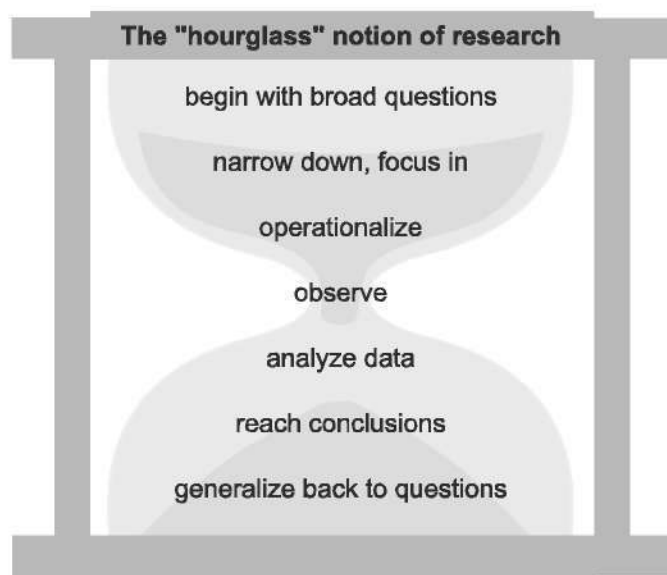 The "hourglass" notion of research
begin with broad questions
narrow down, focus in
operationalize
observe
analyze data
reach conclusions
generalize back to questions